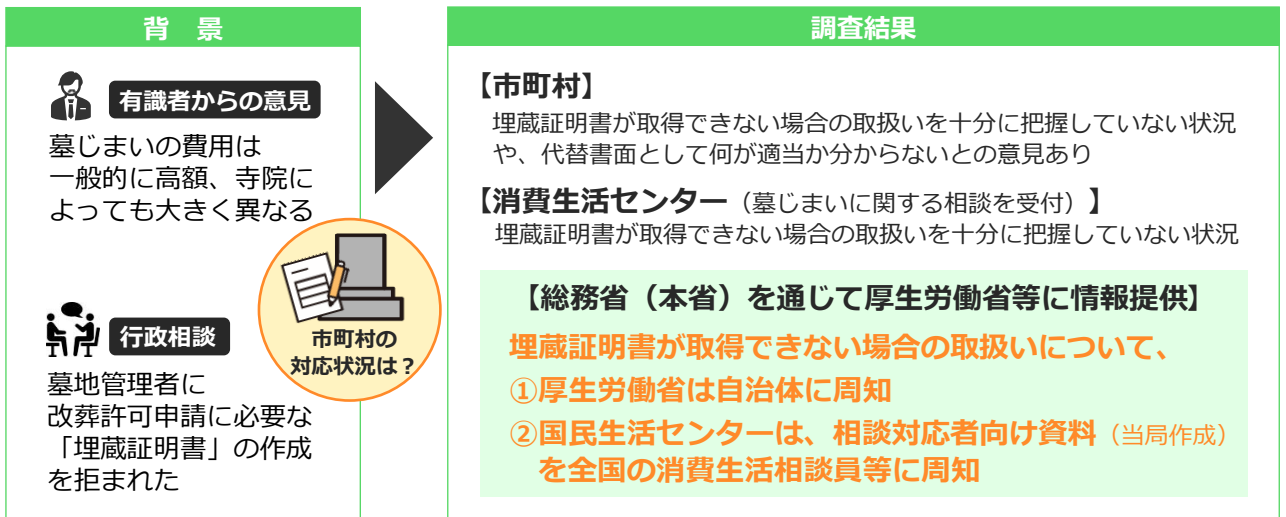 背　景
有識者からの意見
墓じまいの費用は
一般的に高額、寺院に
よっても大きく異なる
市町村の
対応状況は？
行政相談
墓地管理者に
改葬許可申請に必要な
「埋蔵証明書」の作成
を拒まれた
調査結果
【市町村】
埋蔵証明書が取得できない場合の取扱いを十分に把握していない状況
や、代替書面として何が適当か分からないとの意見あり
【消費生活センター（墓じまいに関する相談を受付）】
埋蔵証明書が取得できない場合の取扱いを十分に把握していない状況
【総務省（本省）を通じて厚生労働省等に情報提供】
埋蔵証明書が取得できない場合の取扱いについて、
①厚生労働省は自治体に周知
②国民生活センターは、相談対応者向け資料（当局作成）
を全国の消費生活相談員等に周知